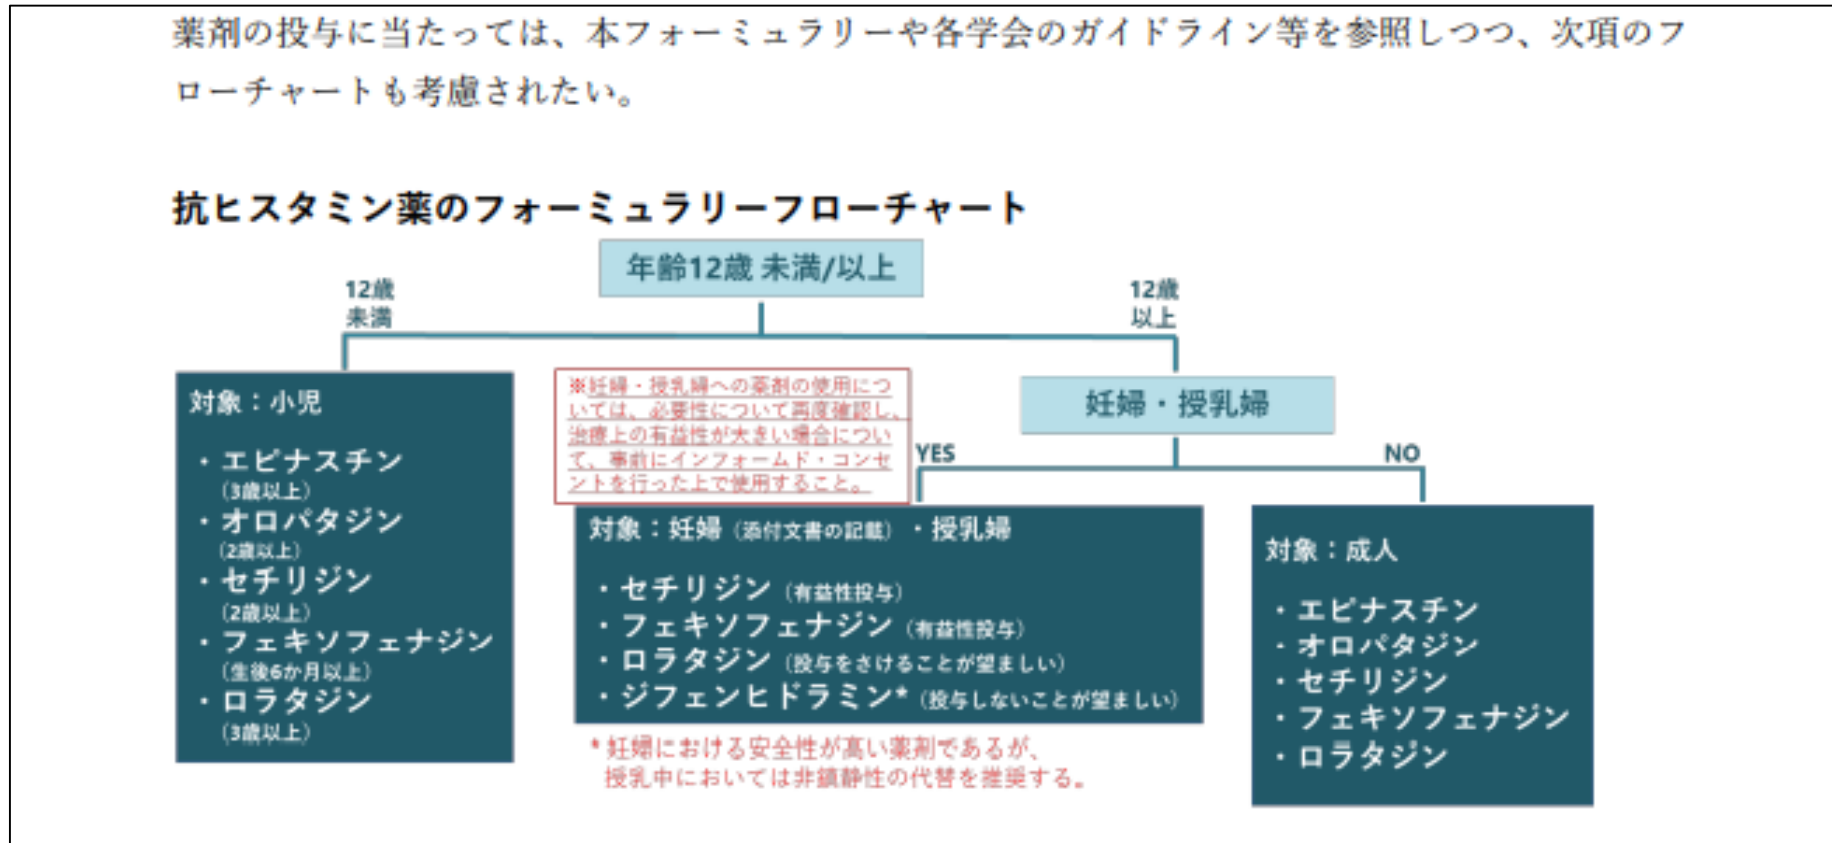 薬剤の投与に当たっては、本フォーミュラリーや各学会のガイドライン等を参照しつつ、次項のフ
ローチャートも考慮されたい。
抗ヒスタミン薬のフォーミュラリーフローチャート
年齢12歳 未満/以上
12歳
未満
12歳
以上
対象：小児
・エピナスチン
（3歳以上）
・オロパタジン
（2歳以上）
・セチリジン
（2歳以上）
・フェキソフェナジン
（生後6か月以上）
・ロラタジン
（3歳以上）
※妊婦・授乳婦への薬剤の使用につ
いては、必要性について再度確認し、
治療上の有益性が大きい場合につい
て、事前にインフォームド・コンセ
ントを行った上で使用すること。
妊婦・授乳婦
YES
NO
対象：妊婦（添付文書の記載）・授乳婦
・セチリジン（有益性投与）
・フェキソフェナジン（有益性投与）
・ロラタジン（投与をさけることが望ましい）
・ジフェンヒドラミン*（投与しないことが望ましい）
* 妊婦における安全性が高い薬剤であるが、
授乳中においては非鎮静性の代替を推奨する。
対象：成人
・エピナスチン
・オロパタジン
・セチリジン
・フェキソフェナジン
・ロラタジン